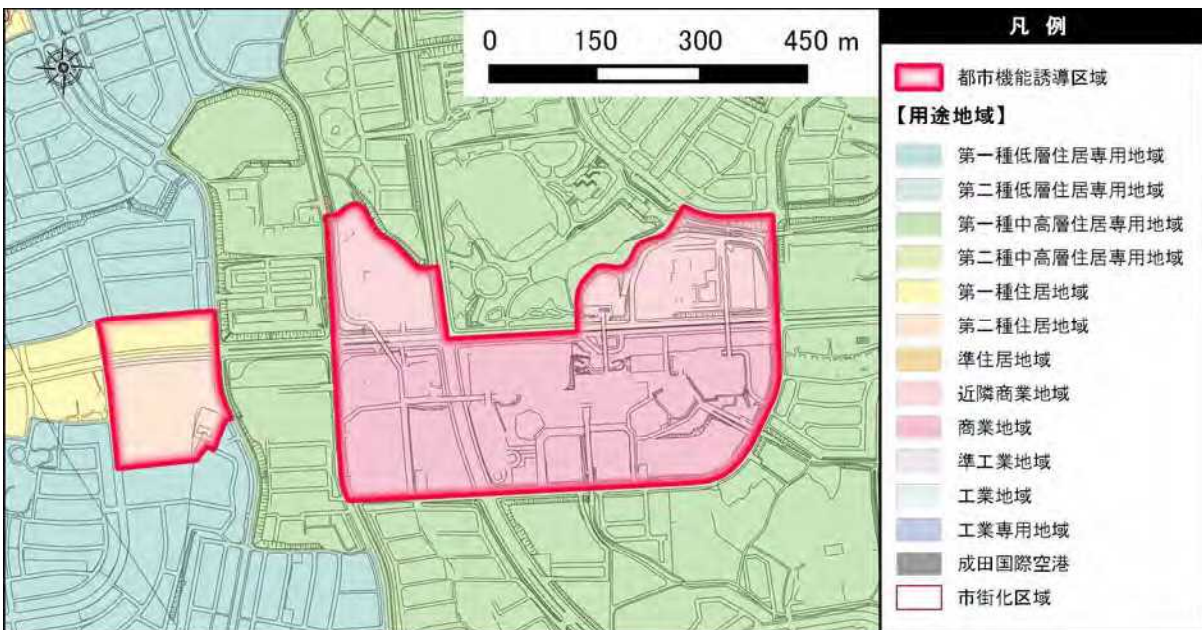 0 150 300 450 m
凡 例
都市機能誘導区域
【用途地域】
第一種低層住居専用地域
第二種低層住居専用地域
第一種中高層住居専用地域
第二種中高層住居専用地域
第一種住居地域
第二種住居地域
準住居地域
近隣商業地域
商業地域
準工業地域
工業地域
工業専用地域
成田国際空港
市街化区域